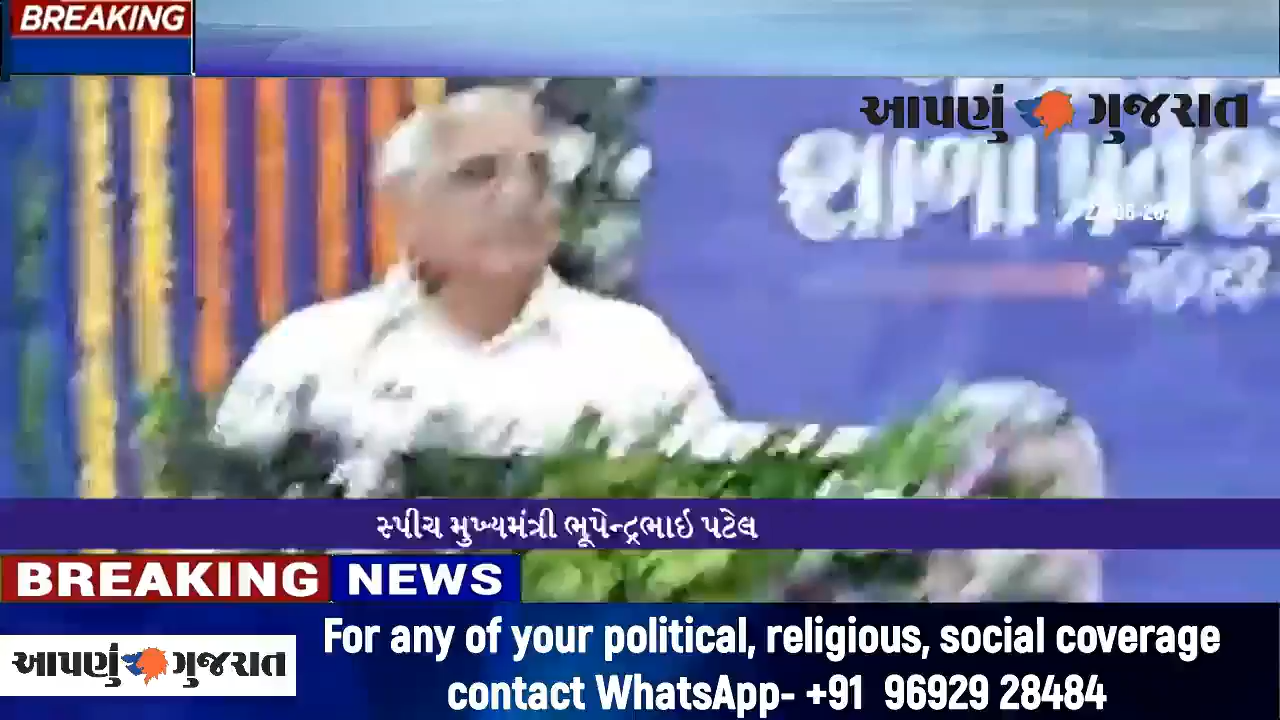 BREAKING
આપણું ગુજરાત
શાળા પ્રવેશ
સ્પીચ મુખ્યમંત્રી ભૂપેન્દ્રભાઇ પટેલ
BREAKING NEWS
આપણું ગુજરાત
For any of your political, religious, social coverage
contact WhatsApp- +91 96929 28484